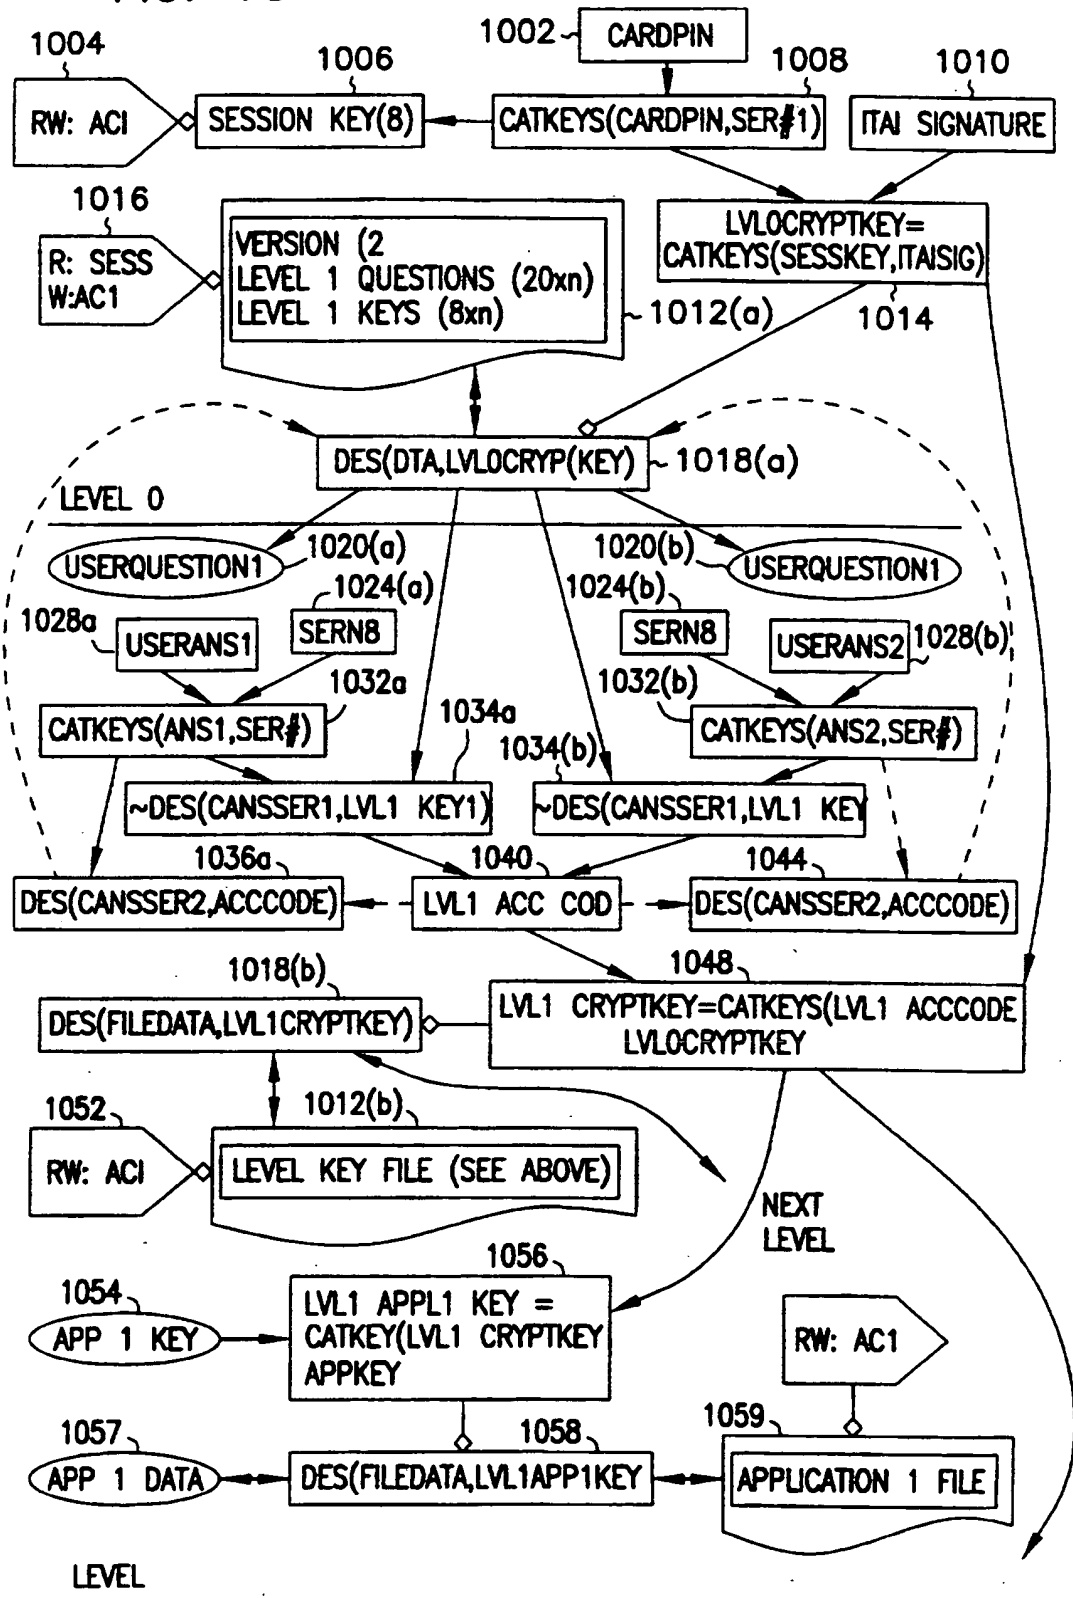 1002
CARDPIN
1004
1006
1008
1010
RW: ACI
SESSION KEY(8)
CATKEYS(CARDPIN,SER#1)
ITAI SIGNATURE
1016
R: SESS
W:AC1
VERSION (2
LEVEL 1 QUESTIONS (20xn)
LEVEL 1 KEYS (8xn)
1012(a)
LVLOCRYPTKEY=
CATKEYS(SESSKEY,ITAISIG)
1014
DES(DTA,LVLOCRYP(KEY)
1018(a)
LEVEL 0
USERQUESTION1
1020(a)
1020(b)
USERQUESTION1
1024(a)
1024(b)
1028a
USERANS1
SERN8
SERN8
USERANS2
1028(b)
1032a
1032(b)
CATKEYS(ANS1,SER#)
CATKEYS(ANS2,SER#)
1034a
1034(b)
~DES(CANSSER1,LVL1 KEY1)
~DES(CANSSER1,LVL1 KEY
1036a
1040
1044
DES(CANSSER2,ACCCODE)
LVL1 ACC COD
DES(CANSSER2,ACCCODE)
1018(b)
1048
DES(FILEDATA,LVL1CRYPTKEY)
LVL1 CRYPTKEY=CATKEYS(LVL1 ACCCODE
LVLOCRYPTKEY
1052
1012(b)
RW: ACI
LEVEL KEY FILE (SEE ABOVE)
NEXT
LEVEL
1056
1054
APP 1 KEY
LVL1 APPL1 KEY =
CATKEY(LVL1 CRYPTKEY
APPKEY
RW: AC1
1057
1058
1059
APP 1 DATA
DES(FILEDATA,LVL1APP1KEY
APPLICATION 1 FILE
LEVEL